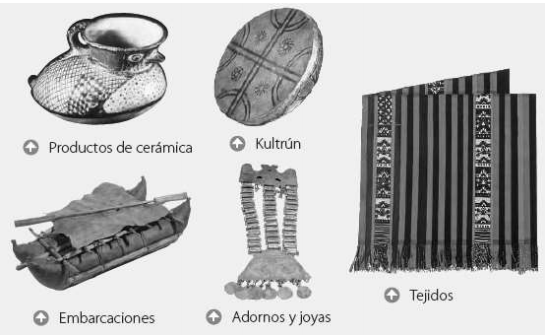 Productos de cerámica
Kultrún
Embarcaciones
Adornos y joyas
Tejidos